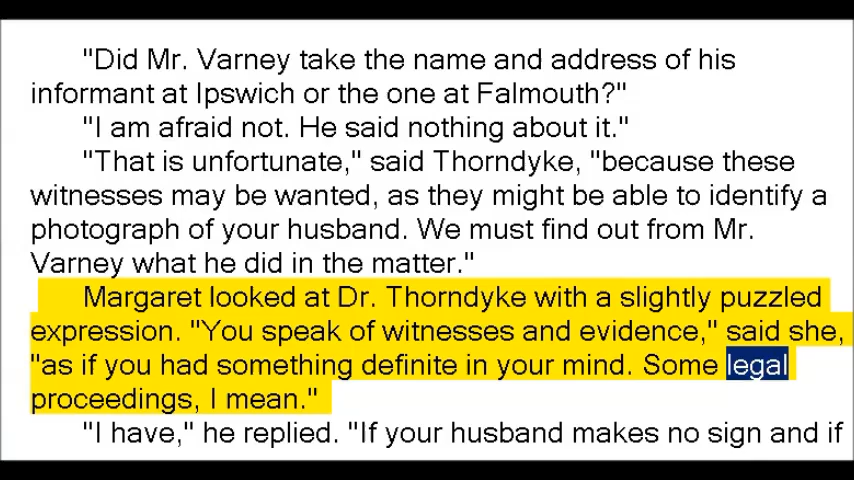 "Did Mr. Varney take the name and address of his
informant at Ipswich or the one at Falmouth?"
"I am afraid not. He said nothing about it."
"That is unfortunate," said Thorndyke, "because these
witnesses may be wanted, as they might be able to identify a
photograph of your husband. We must find out from Mr.
Varney what he did in the matter."
Margaret looked at Dr. Thorndyke with a slightly puzzled
expression. "You speak of witnesses and evidence," said she,
"as if you had something definite in your mind. Some legal
proceedings, I mean."
"I have," he replied. "If your husband makes no sign and if